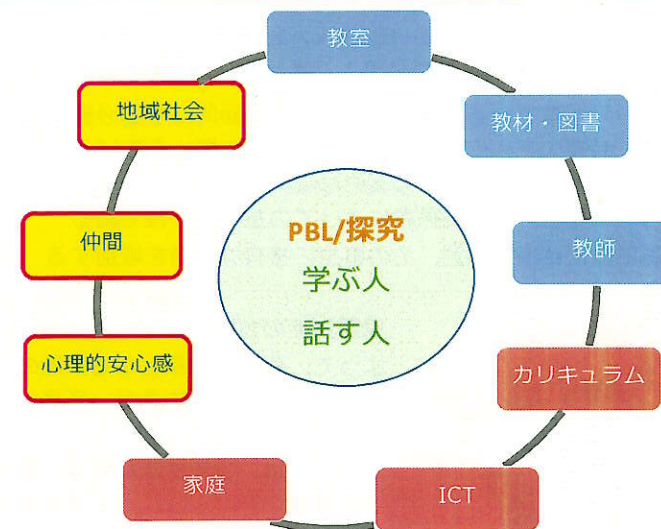 教室
地域社会
教材・図書
PBL/探究
仲間
学ぶ人
教師
話す人
心理的安心感
カリキュラム
家庭
ICT